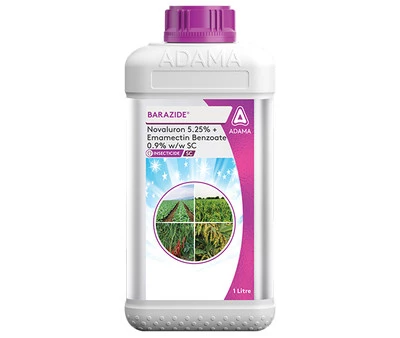 ADAMA
BARAZIDE®
Novaluron 5.25% +
Emamectin Benzoate
0.9% w/w SC
INSECTICIDE SC
ADAMA
1 Litre